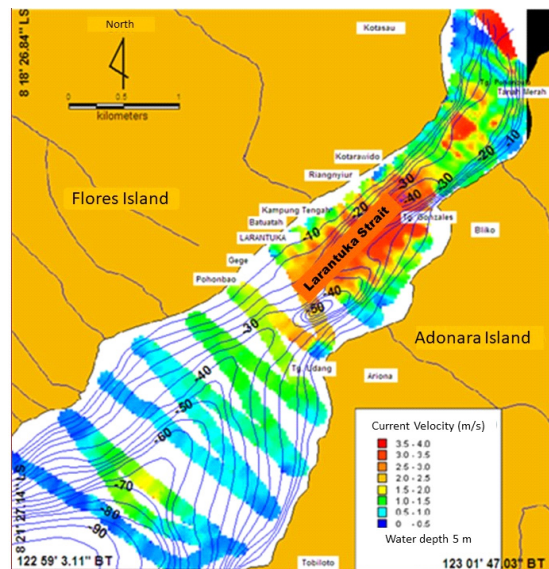 8 18' 26.84" LS
North
0 0.5 1
kilometers
Kotasau
Tanah Merah
-10
-20
-30
-40
Kotarawido
Riangnyiur
-30
Flores Island
Kampung Tengah
-20
Batuatah
-10
LARANTUKA
Larantuka Strait
Tg. Gonzales
Bliko
Gege
Pohonbao
-40
-50
-30
Adonara Island
Tg. Udang
Ariona
-40
-50
-60
-70
-80
-90
Current Velocity (m/s)
3.5 - 4.0
3.0 - 3.5
2.5 - 3.0
2.0 - 2.5
1.5 - 2.0
1.0 - 1.5
0.5 - 1.0
0 - 0.5
Water depth 5 m
8 21' 27.14" LS
122 59' 3.11" BT
Tobiloto
123 01' 47.03" BT